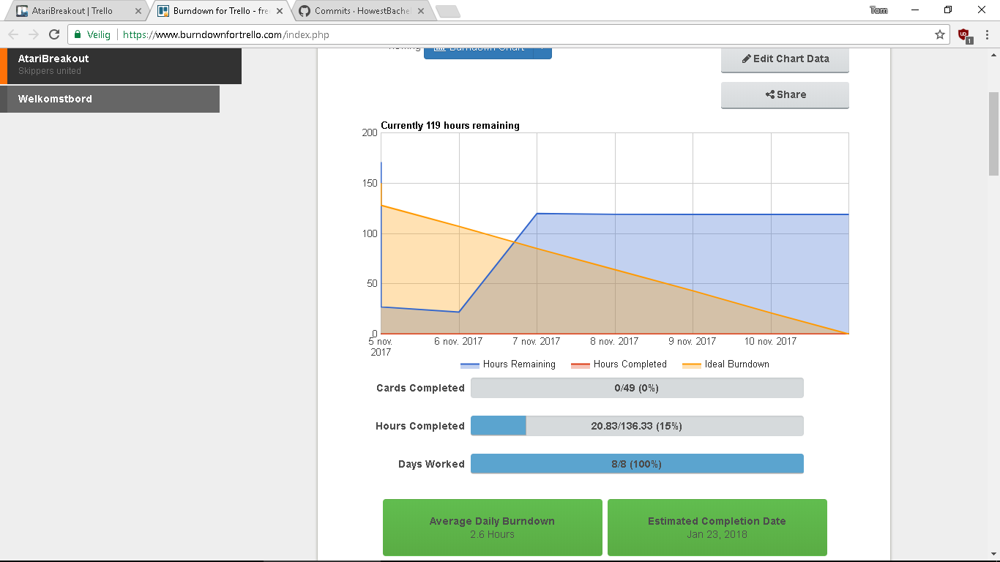 AtariBreakout | Trello
Burndown for Trello - fre
Commits · HowestBache
Tom
Veilig
https://www.burndownfortrello.com/index.php
1
AtariBreakout
Skippers united
Welkomstbord
Burndown Chart
Edit Chart Data
Share
Currently 119 hours remaining
200
150
100
50
0
5 nov. 2017
6 nov. 2017
7 nov. 2017
8 nov. 2017
9 nov. 2017
10 nov. 2017
Hours Remaining
Hours Completed
Ideal Burndown
Cards Completed
0/49 (0%)
Hours Completed
20.83/136.33 (15%)
Days Worked
8/8 (100%)
Average Daily Burndown
2.6 Hours
Estimated Completion Date
Jan 23, 2018